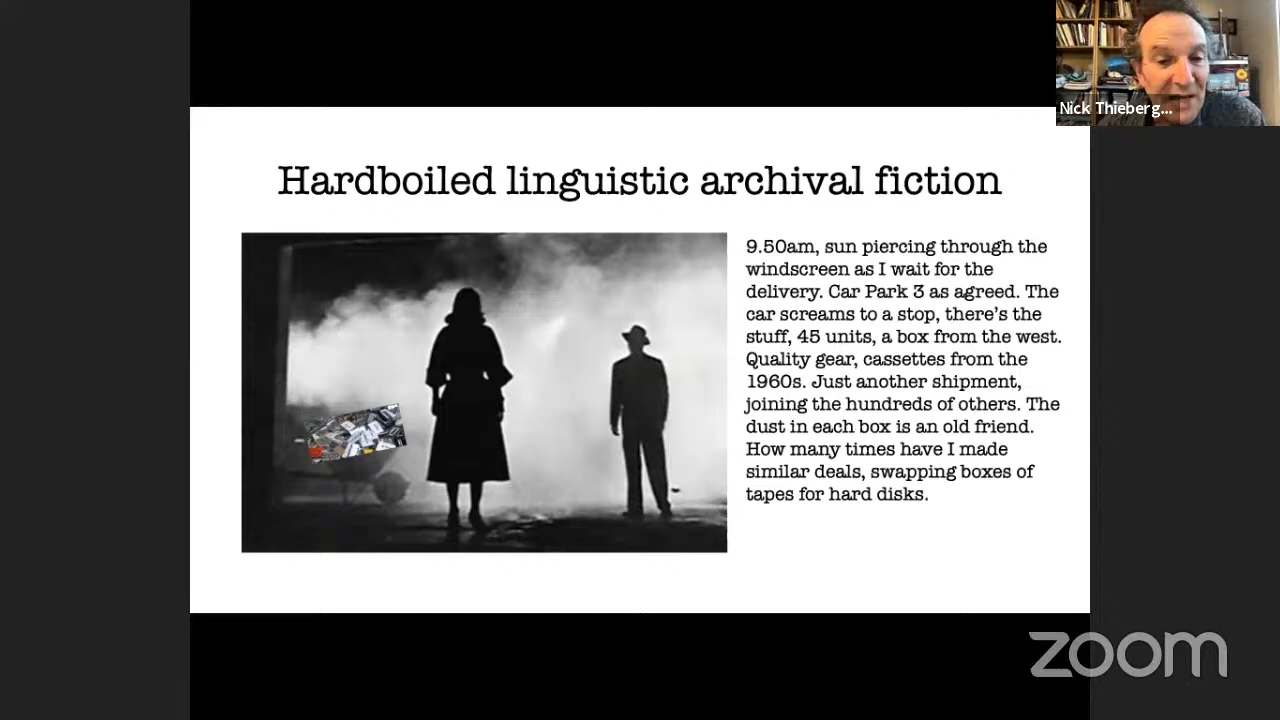 Nick Thieberg...
Hardboiled linguistic archival fiction
9.50am, sun piercing through the
windscreen as I wait for the
delivery. Car Park 3 as agreed. The
car screams to a stop, there's the
stuff, 45 units, a box from the west.
Quality gear, cassettes from the
1960s. Just another shipment,
joining the hundreds of others. The
dust in each box is an old friend.
How many times have I made
similar deals, swapping boxes of
tapes for hard disks.
zoom